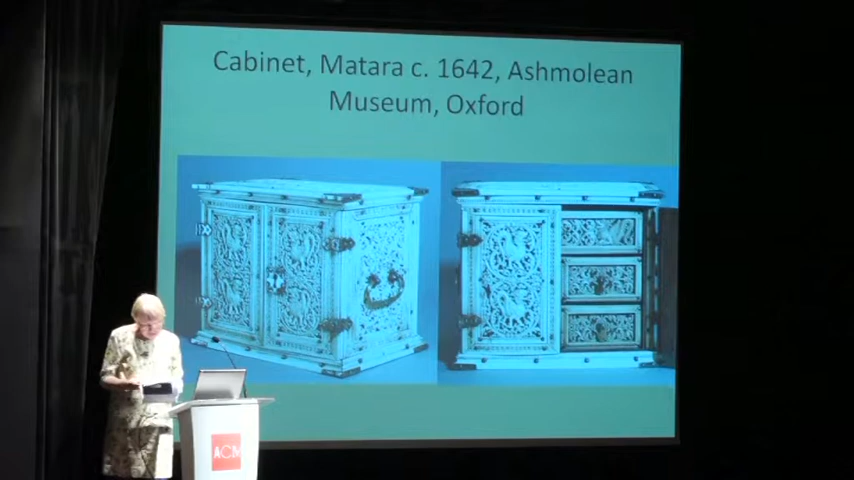 Cabinet, Matara c. 1642, Ashmolean
Museum, Oxford
ACM